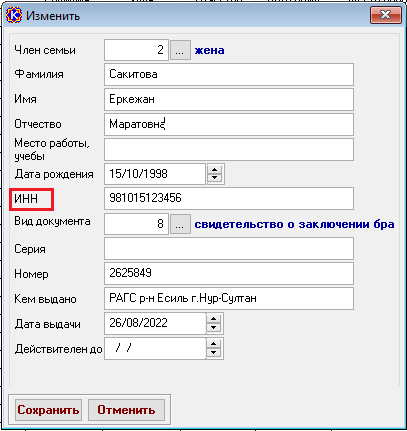 Изменить
Член семьи 2 ... жена
Фамилия Сакитова
Имя Еркежан
Отчество Маратовна
Место работы, учебы
Дата рождения 15/10/1998
ИНН 981015123456
Вид документа 8 ... свидетельство о заключении бра
Серия
Номер 2625849
Кем выдано РАГС р-н Есиль г.Нур-Султан
Дата выдачи 26/08/2022
Действителен до / /
Сохранить Отменить